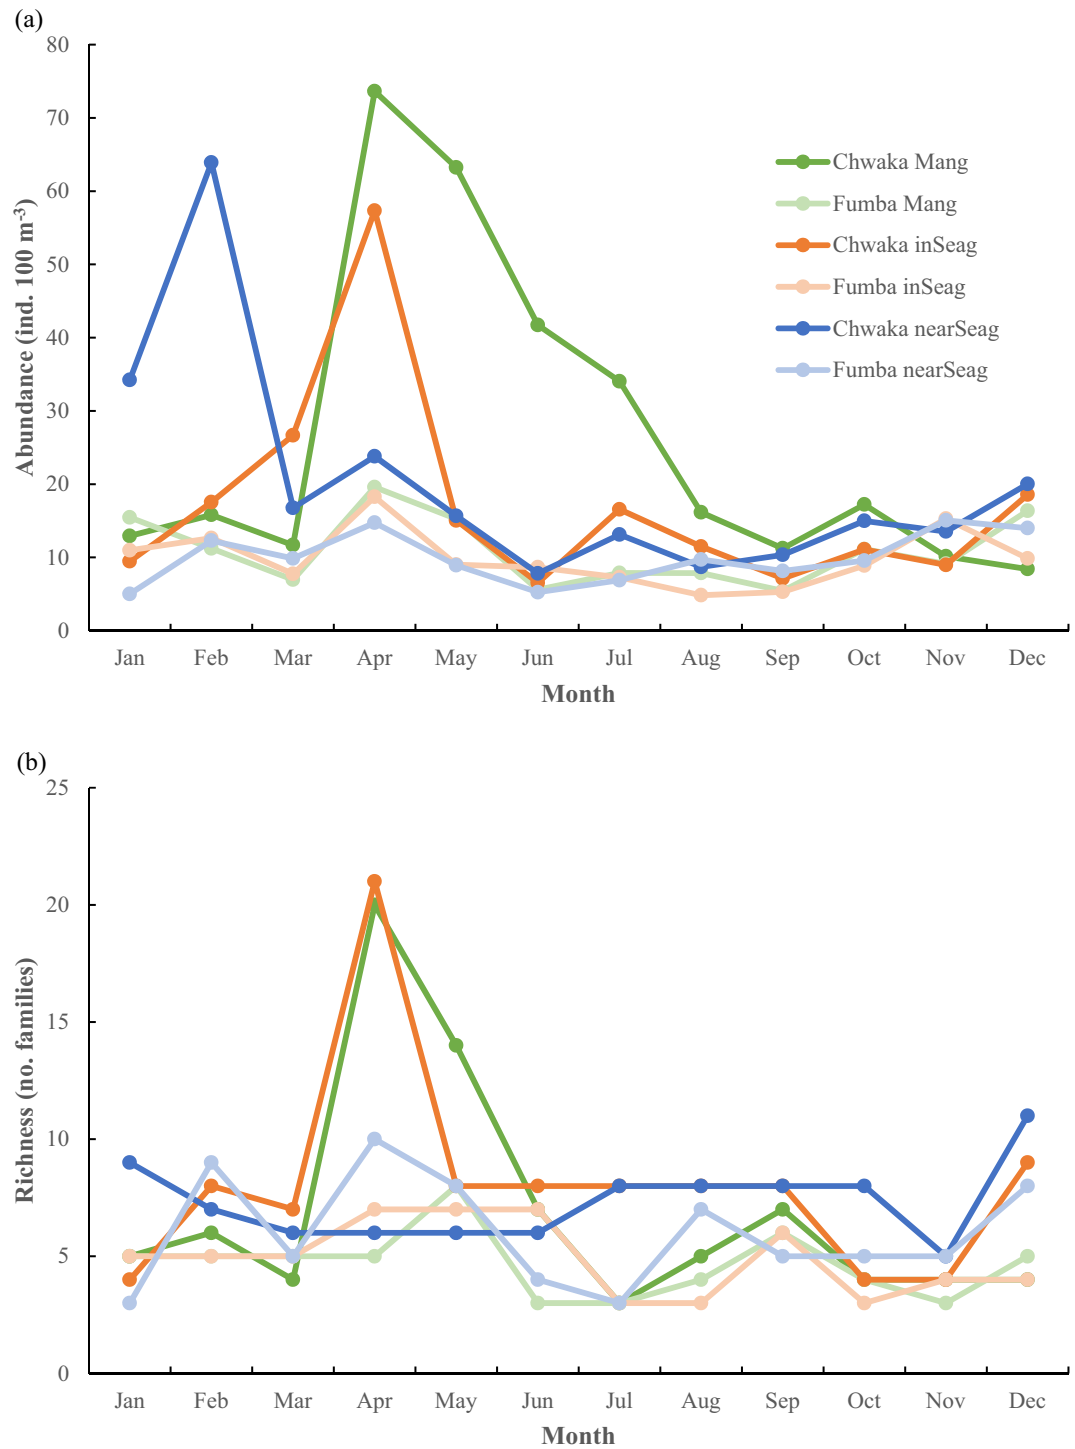 (a)
80
70
60
50
40
30
20
10
0
Abundance (ind. 100 m⁻³)
Chwaka Mang
Fumba Mang
Chwaka inSeag
Fumba inSeag
Chwaka nearSeag
Fumba nearSeag
Jan Feb Mar Apr May Jun Jul Aug Sep Oct Nov Dec
Month
(b)
25
20
15
10
5
0
Richness (no. families)
Jan Feb Mar Apr May Jun Jul Aug Sep Oct Nov Dec
Month